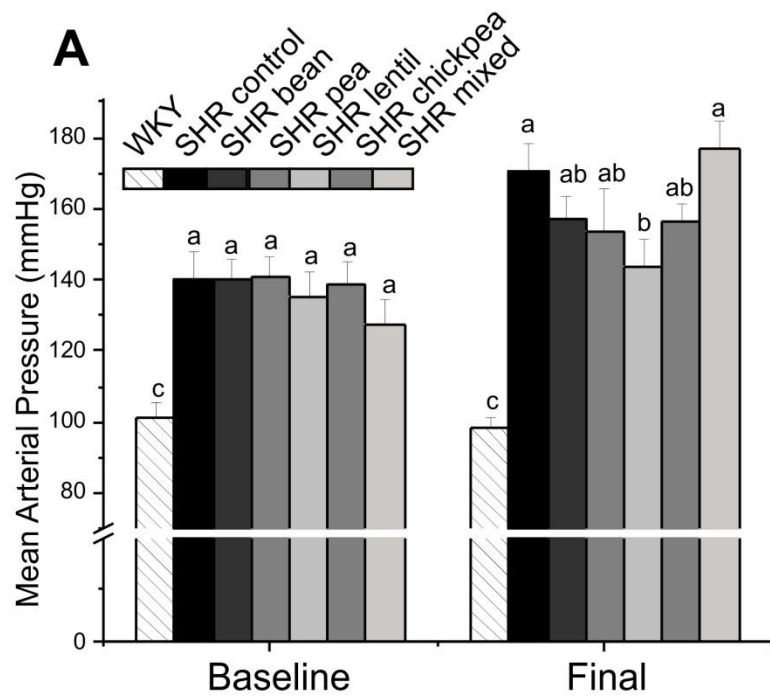 A
WKY
SHR control
SHR bean
SHR pea
SHR lentil
SHR chickpea
SHR mixed
Mean Arterial Pressure (mmHg)
180
160
140
120
100
80
0
c
a
a
a
a
a
a
c
a
ab
ab
b
ab
a
Baseline
Final